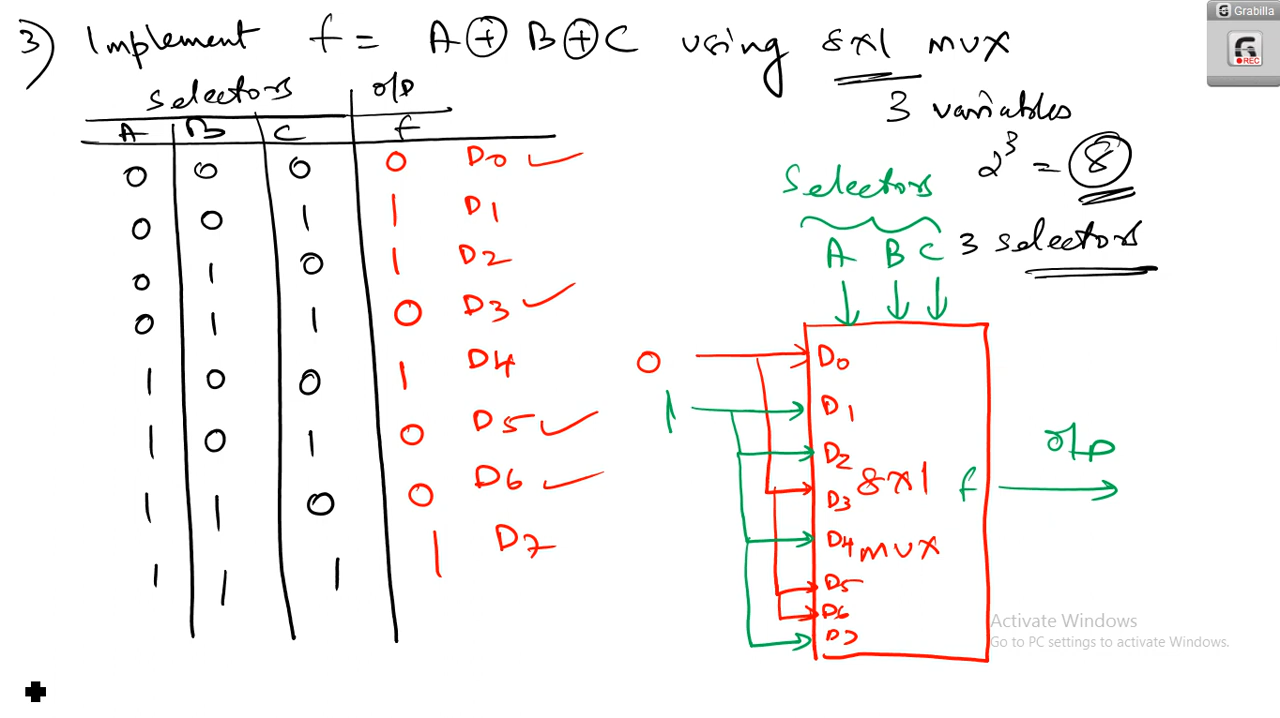 3) Implement f = A ⊕ B ⊕ C using 8x1 mux
3 variables
2³ = 8
3 selectors
Selectors o/p
A B C f
0 0 0 0 D0 ✓
0 0 1 1 D1
0 1 0 1 D2
0 1 1 0 D3 ✓
1 0 0 1 D4
1 0 1 0 D5 ✓
1 1 0 0 D6 ✓
1 1 1 1 D7
Selectors
A B C
0 D0
1 D1
D2
D3
D4
D5
D6
D7
8x1
mux
f
o/p
Grabilla
REC
Activate Windows
Go to PC settings to activate Windows.